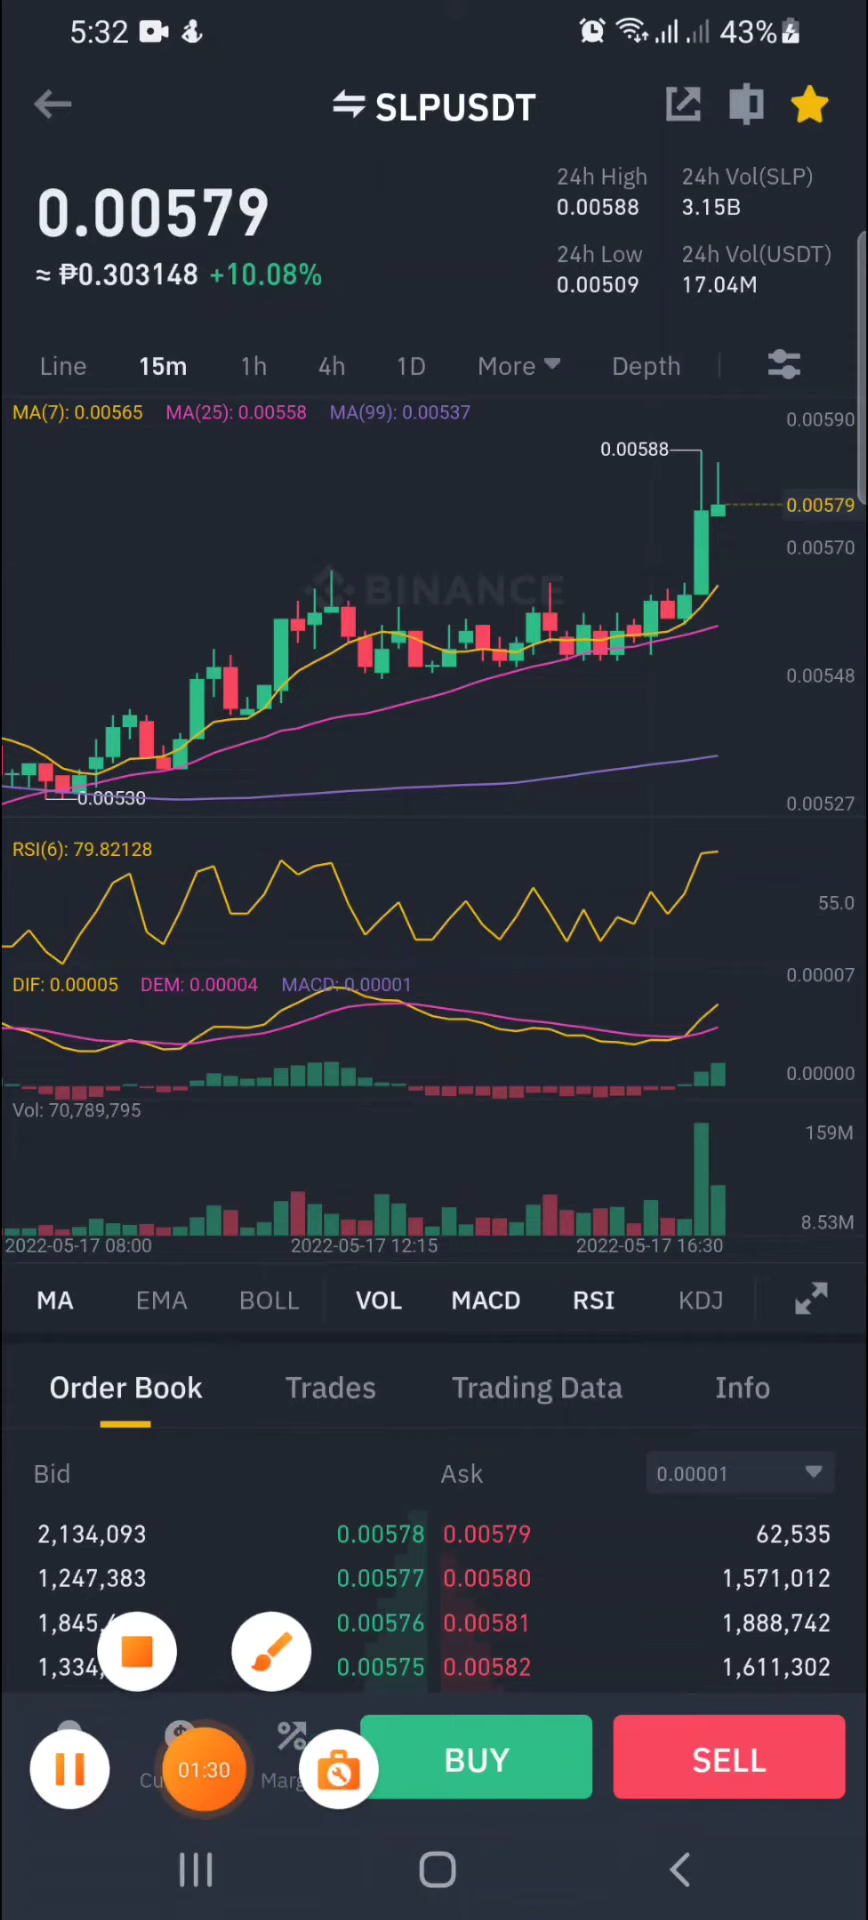 5:32 43%
SLPUSDT
0.00579
≈ ₱0.303148 +10.08%
24h High 24h Vol(SLP)
0.00588 3.15B
24h Low 24h Vol(USDT)
0.00509 17.04M
Line 15m 1h 4h 1D More Depth
MA(7): 0.00565 MA(25): 0.00558 MA(99): 0.00537
0.00590
0.00588
0.00579
0.00570
BINANCE
0.00548
0.00530
0.00527
RSI(6): 79.82128
55.0
0.00007
DIF: 0.00005 DEM: 0.00004 MACD: 0.00001
0.00000
Vol: 70,789,795
159M
8.53M
2022-05-17 08:00 2022-05-17 12:15 2022-05-17 16:30
MA EMA BOLL VOL MACD RSI KDJ
Order Book Trades Trading Data Info
Bid Ask 0.00001
2,134,093 0.00578 0.00579 62,535
1,247,383 0.00577 0.00580 1,571,012
1,845, 0.00576 0.00581 1,888,742
1,334, 0.00575 0.00582 1,611,302
01:30
BUY SELL